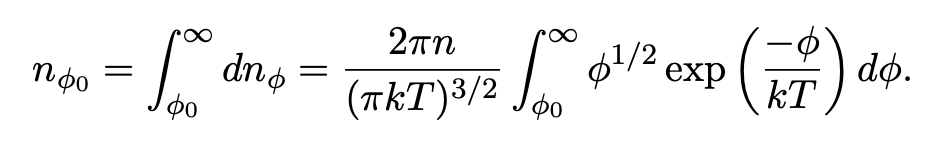 $$n_{\phi_0} = \int_{\phi_0}^{\infty} dn_{\phi} = \frac{2\pi n}{(\pi kT)^{3/2}} \int_{\phi_0}^{\infty} \phi^{1/2} \exp\left(\frac{-\phi}{kT}\right) d\phi.$$